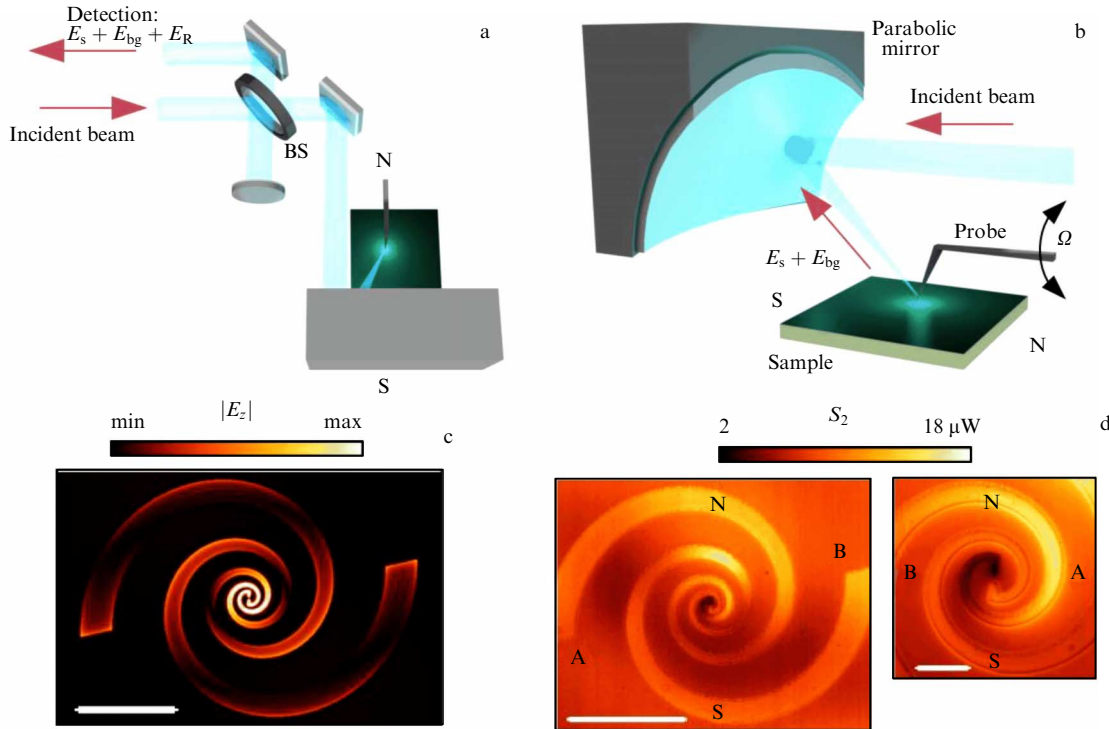 Detection:
Es + Ebg + ER
a
Incident beam
BS
N
S
Parabolic
mirror
b
Incident beam
Probe
Ω
Es + Ebg
S
N
Sample
|Ez|
min
max
c
S2
2
18 μW
d
N
B
A
S
N
B
A
S